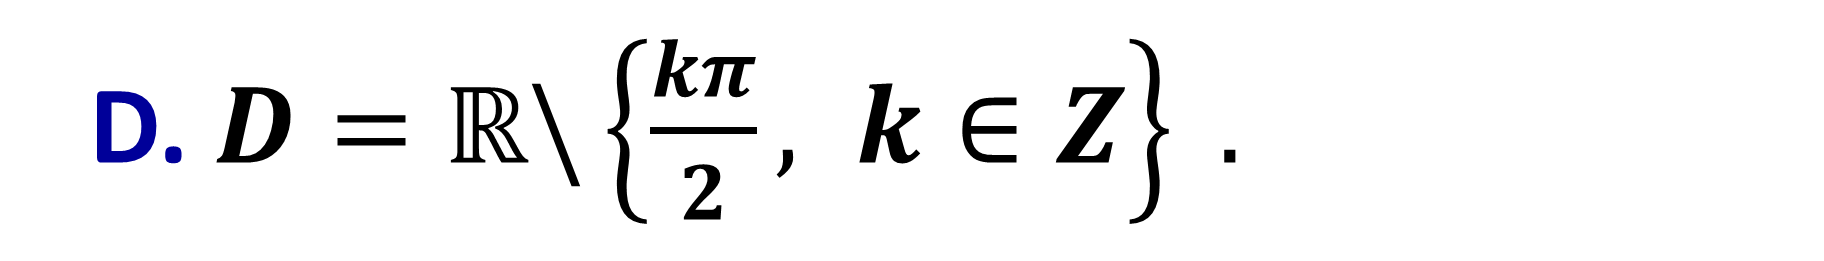 D. D = ℝ\{kπ/2, k ∈ Z} .